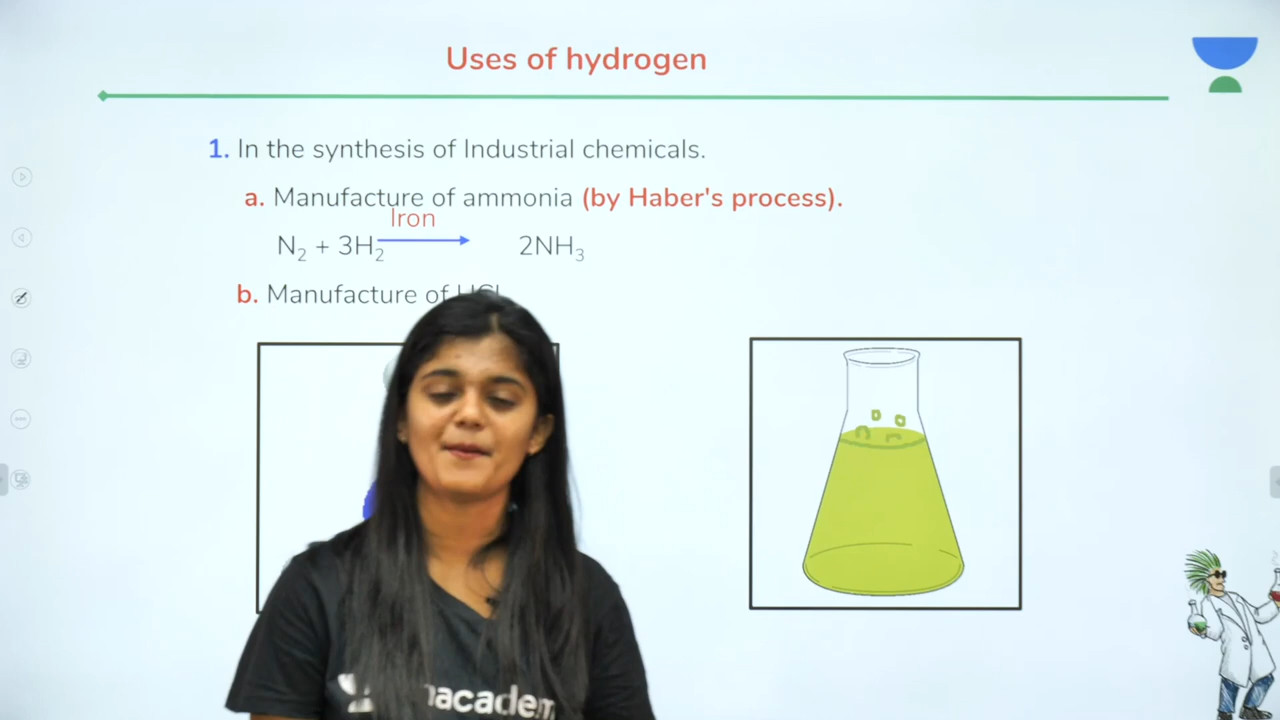 Uses of hydrogen
1. In the synthesis of Industrial chemicals.
a. Manufacture of ammonia (by Haber's process).
Iron
N₂ + 3H₂ 2NH₃
b. Manufacture of HCl